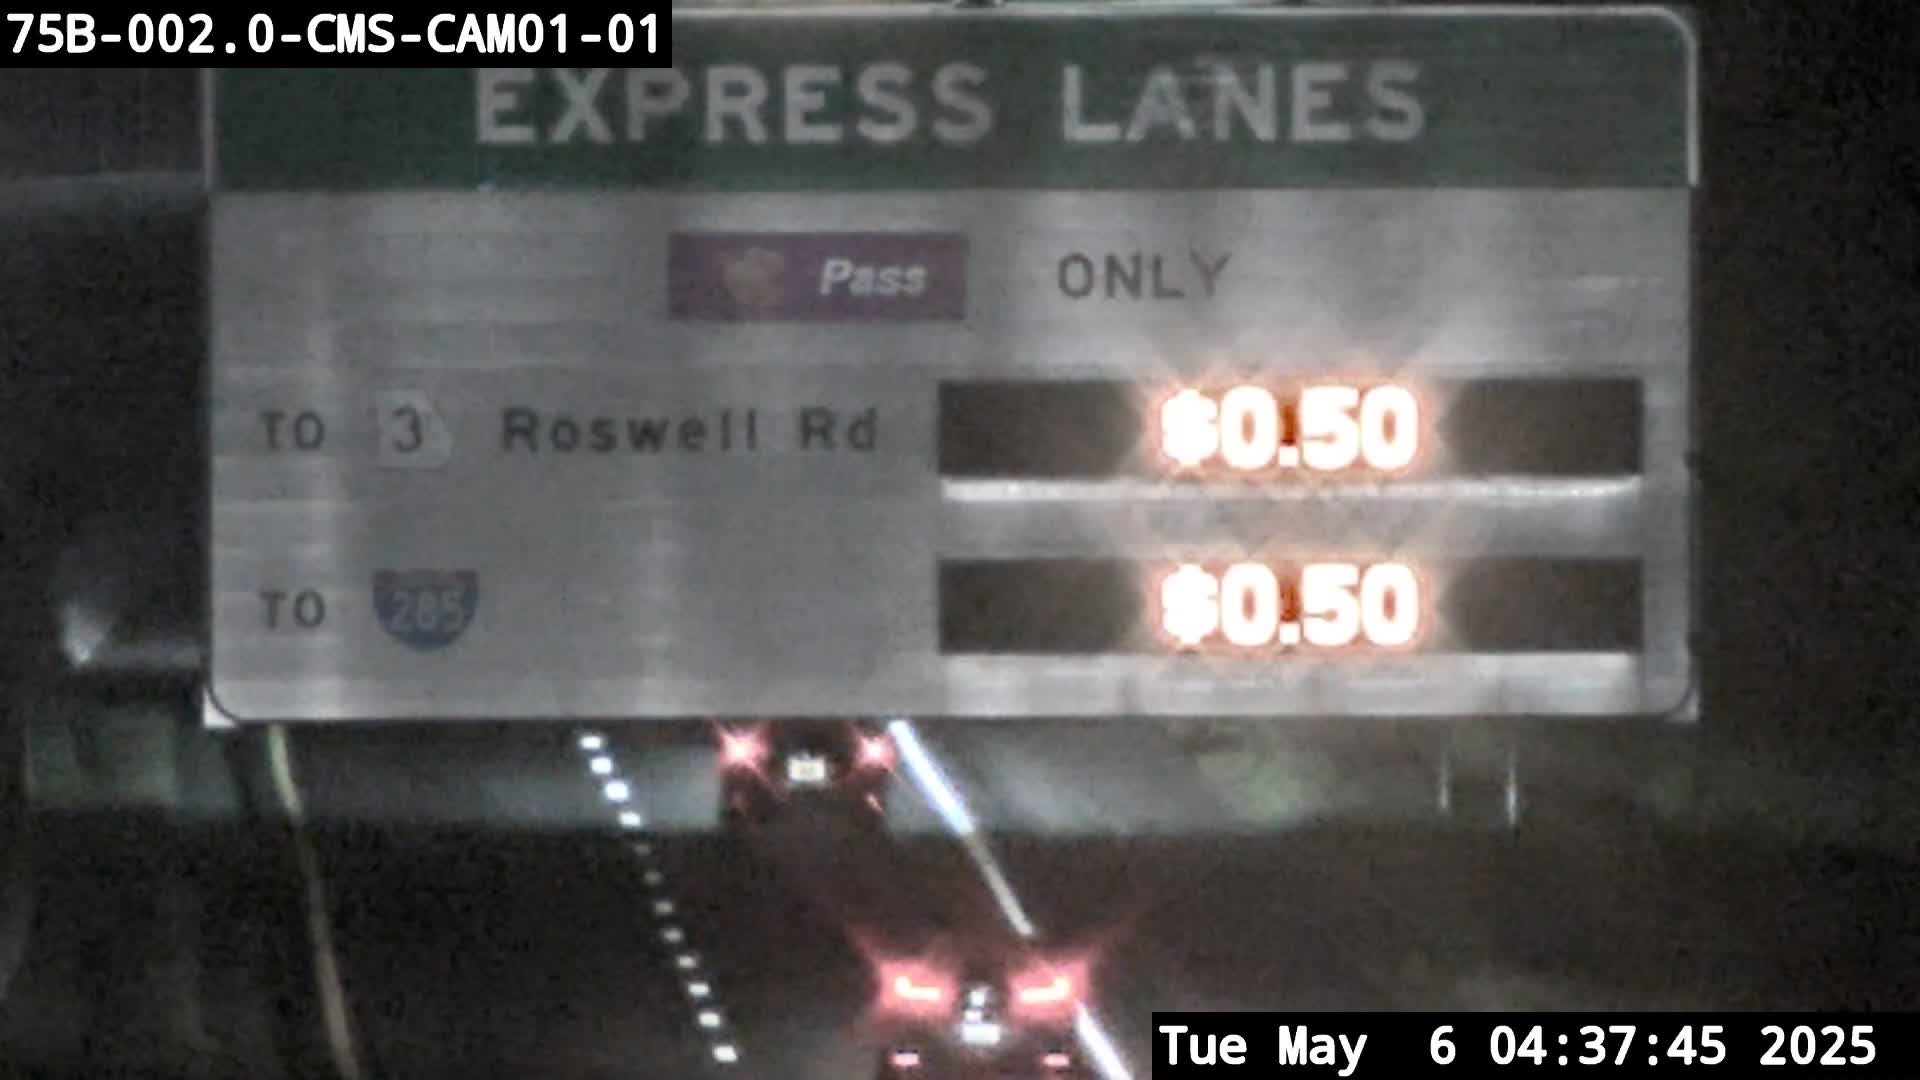 75B-002.0-CMS-CAM01-01
EXPRESS LANES
Pass ONLY
TO 3 Roswell Rd $0.50
TO 285 $0.50
Tue May 6 04:37:45 2025